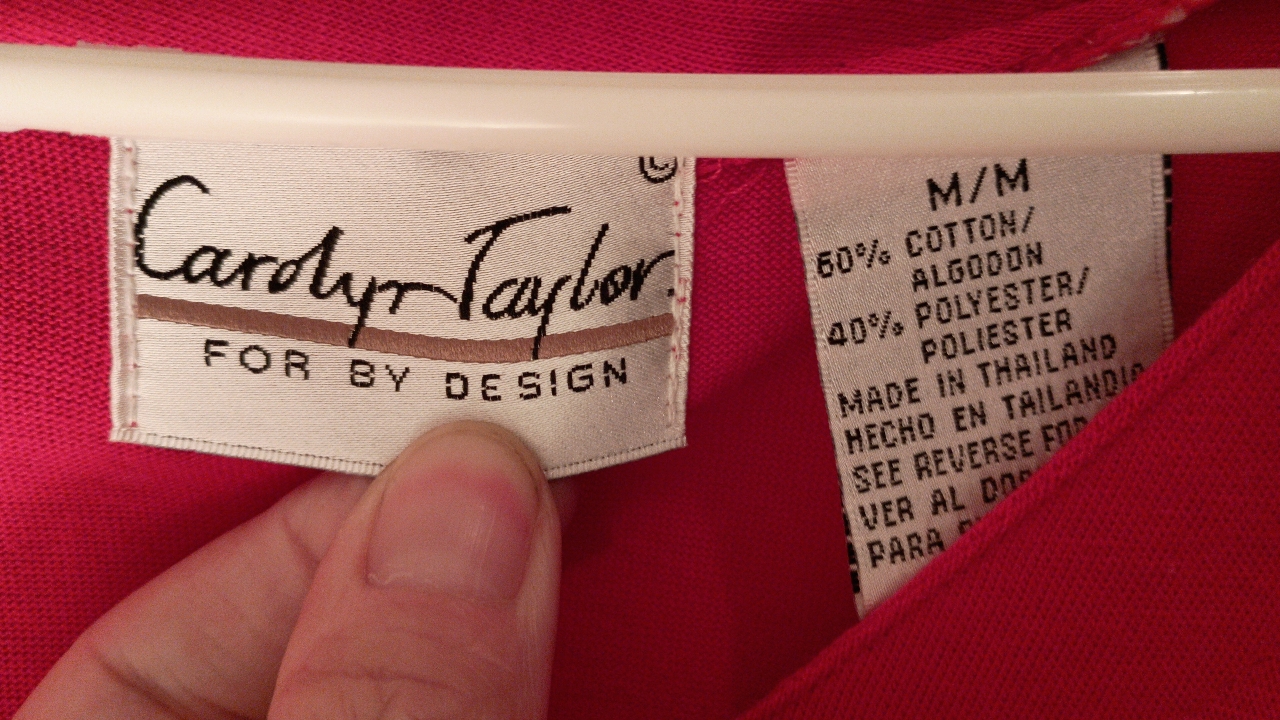 ©
Carolyn Taylor
FOR BY DESIGN
M/M
60% COTTON/
ALGODON
40% POLYESTER/
POLIESTER
MADE IN THAILAND
HECHO EN TAILANDIA
SEE REVERSE FOR
VER AL
PARA